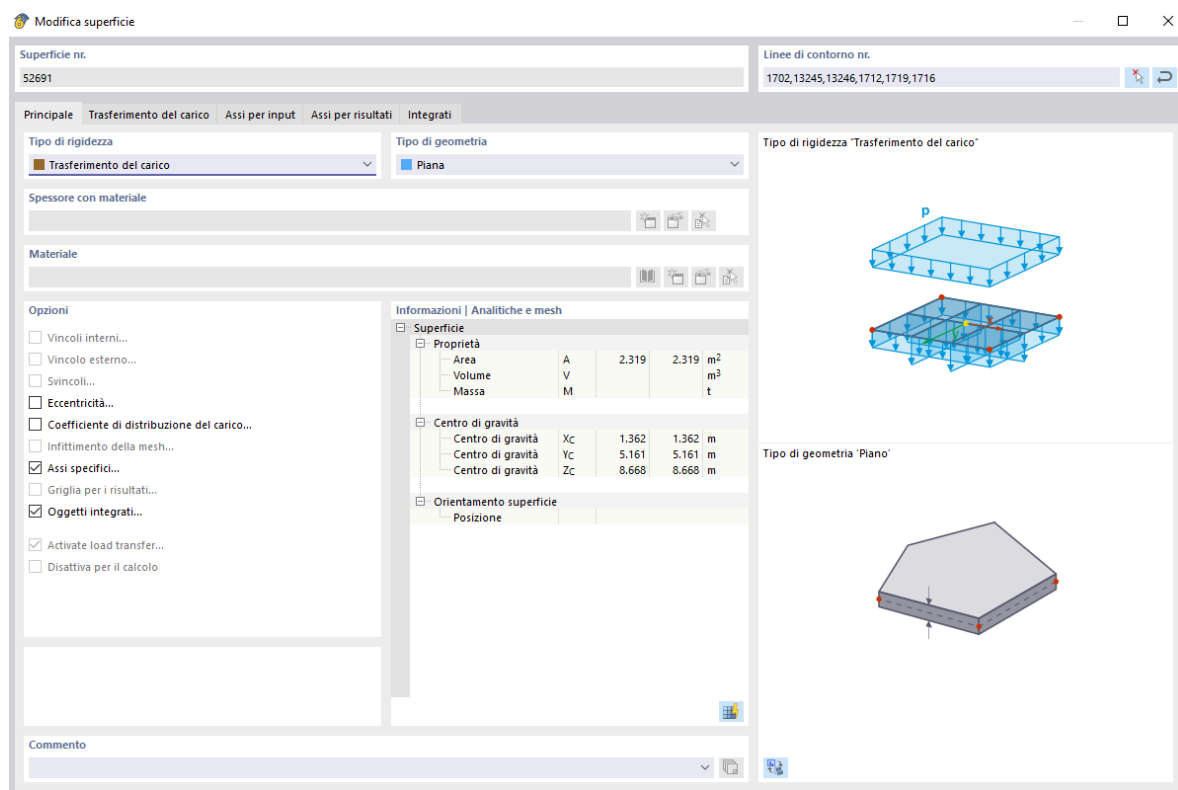 Modifica superficie
Superficie nr.
52691
Linee di contorno nr.
1702,13245,13246,1712,1719,1716
Principale Trasferimento del carico Assi per input Assi per risultati Integrati
Tipo di rigidezza
Trasferimento del carico
Tipo di geometria
Piana
Spessore con materiale
Materiale
Opzioni
Vincoli interni...
Vincolo esterno...
Svincoli...
Eccentricità...
Coefficiente di distribuzione del carico...
Infittimento della mesh...
Assi specifici...
Griglia per i risultati...
Oggetti integrati...
Activate load transfer...
Disattiva per il calcolo
Informazioni | Analitiche e mesh
Superficie
Proprietà
Area A 2.319 2.319 m2
Volume V m3
Massa M t
Centro di gravità
Centro di gravità XC 1.362 1.362 m
Centro di gravità YC 5.161 5.161 m
Centro di gravità ZC 8.668 8.668 m
Orientamento superficie
Posizione
Commento
Tipo di rigidezza "Trasferimento del carico"
p
x
y
Tipo di geometria 'Piano'